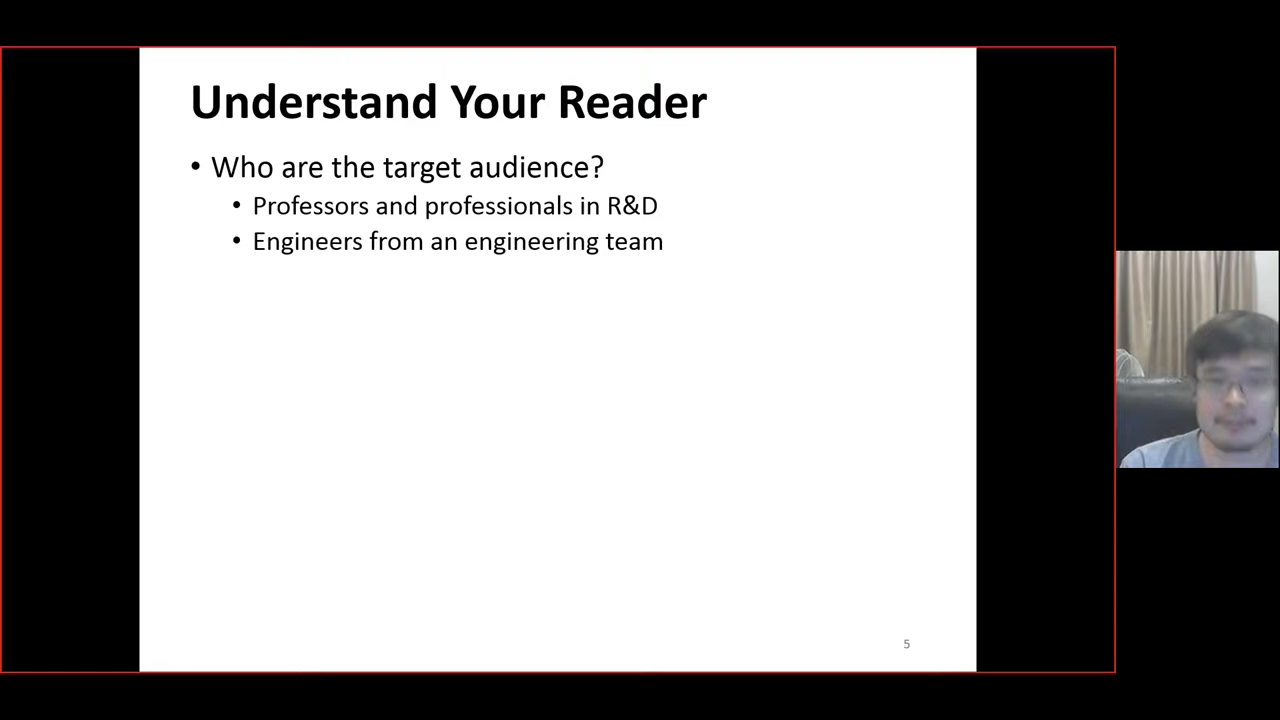 Understand Your Reader
• Who are the target audience?
• Professors and professionals in R&D
• Engineers from an engineering team
5